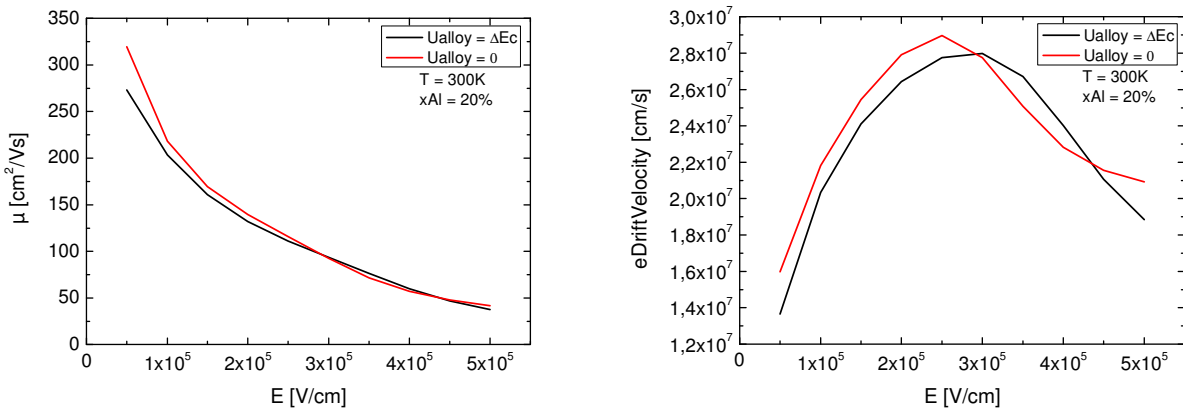 350
300
250
200
150
100
50
0
µ [cm²/Vs]
Ualloy = ΔEc
Ualloy = 0
T = 300K
xAl = 20%
0 1x10⁵ 2x10⁵ 3x10⁵ 4x10⁵ 5x10⁵
E [V/cm]
3,0x10⁷
2,8x10⁷
2,6x10⁷
2,4x10⁷
2,2x10⁷
2,0x10⁷
1,8x10⁷
1,6x10⁷
1,4x10⁷
1,2x10⁷
eDriftVelocity [cm/s]
Ualloy = ΔEc
Ualloy = 0
T = 300K
xAl = 20%
0 1x10⁵ 2x10⁵ 3x10⁵ 4x10⁵ 5x10⁵
E [V/cm]